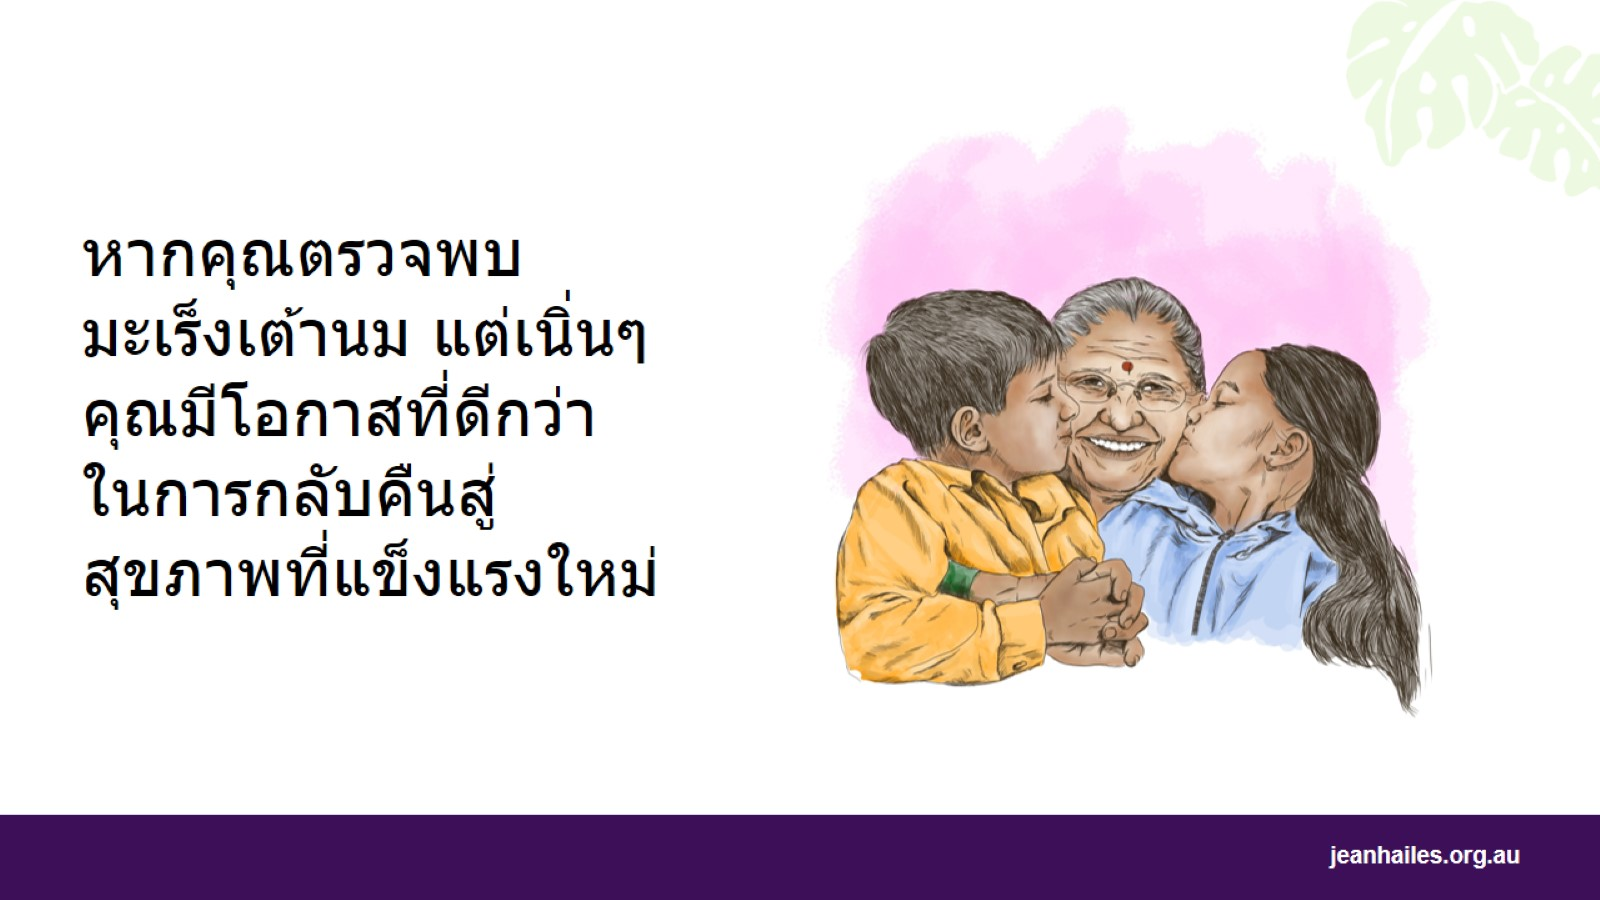 หากคุณตรวจพบ
มะเร็งเต้านม แต่เนิ่นๆ
คุณมีโอกาสที่ดีกว่า
ในการกลับคืนสู่
สุขภาพที่แข็งแรงใหม่
jeanhailes.org.au